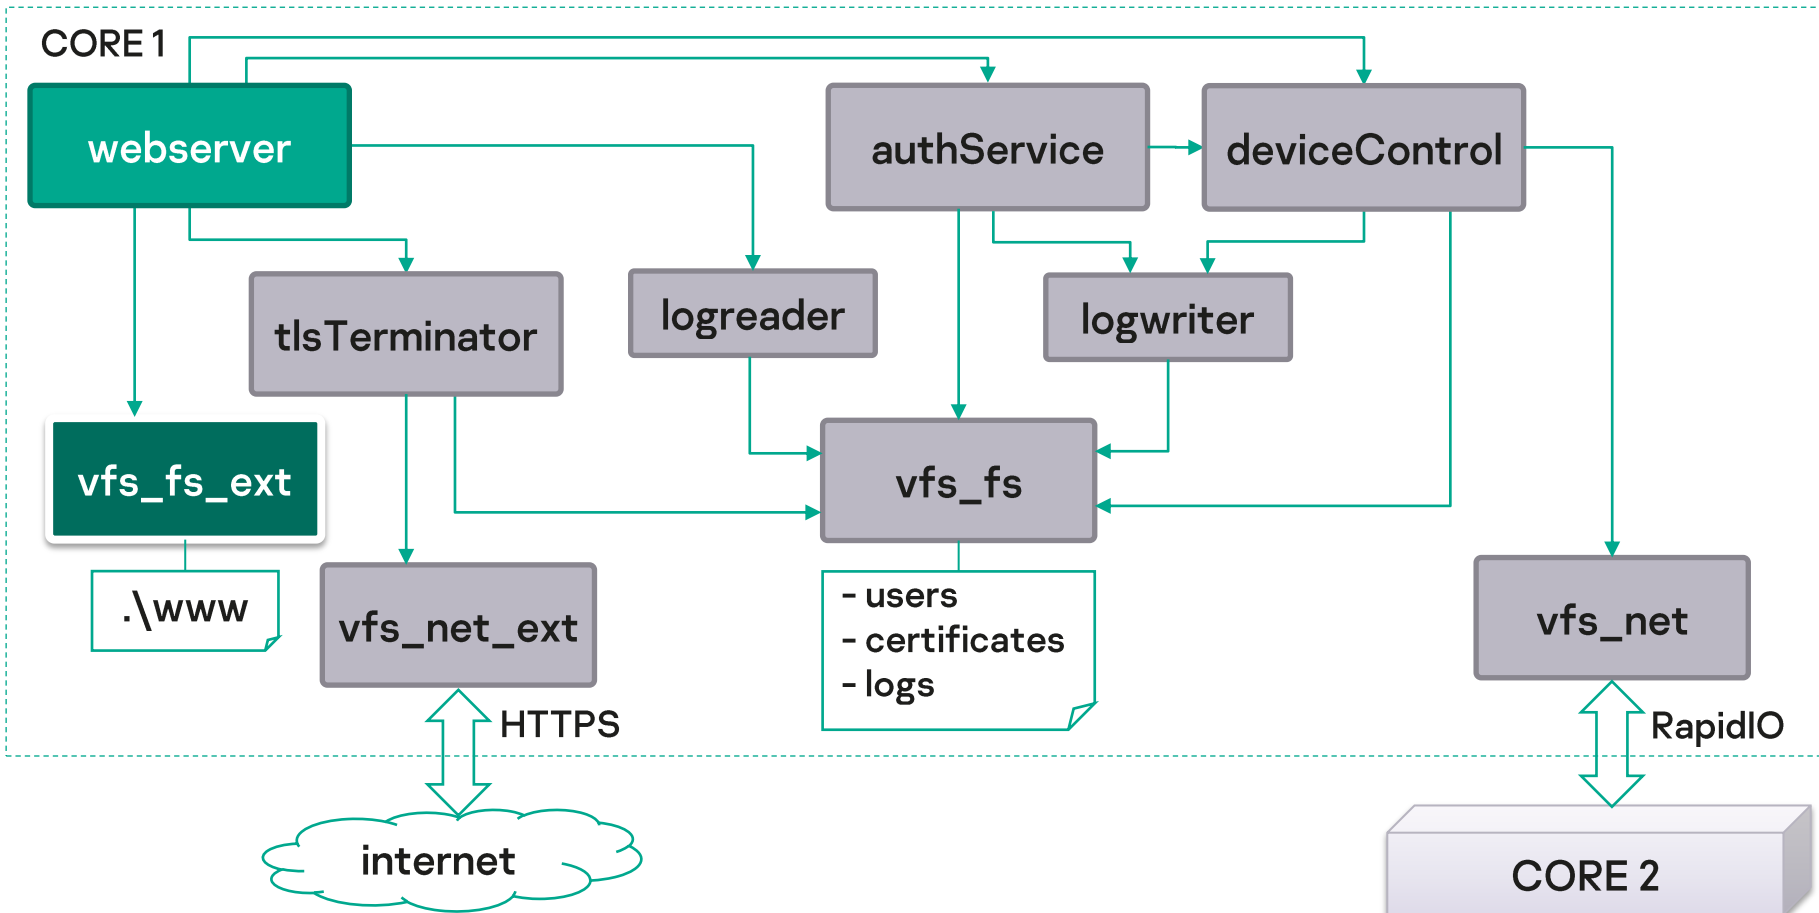 CORE 1
webserver
authService
deviceControl
tlsTerminator
logreader
logwriter
vfs_fs_ext
vfs_fs
.\www
vfs_net_ext
- users
- certificates
- logs
vfs_net
HTTPS
RapidIO
internet
CORE 2